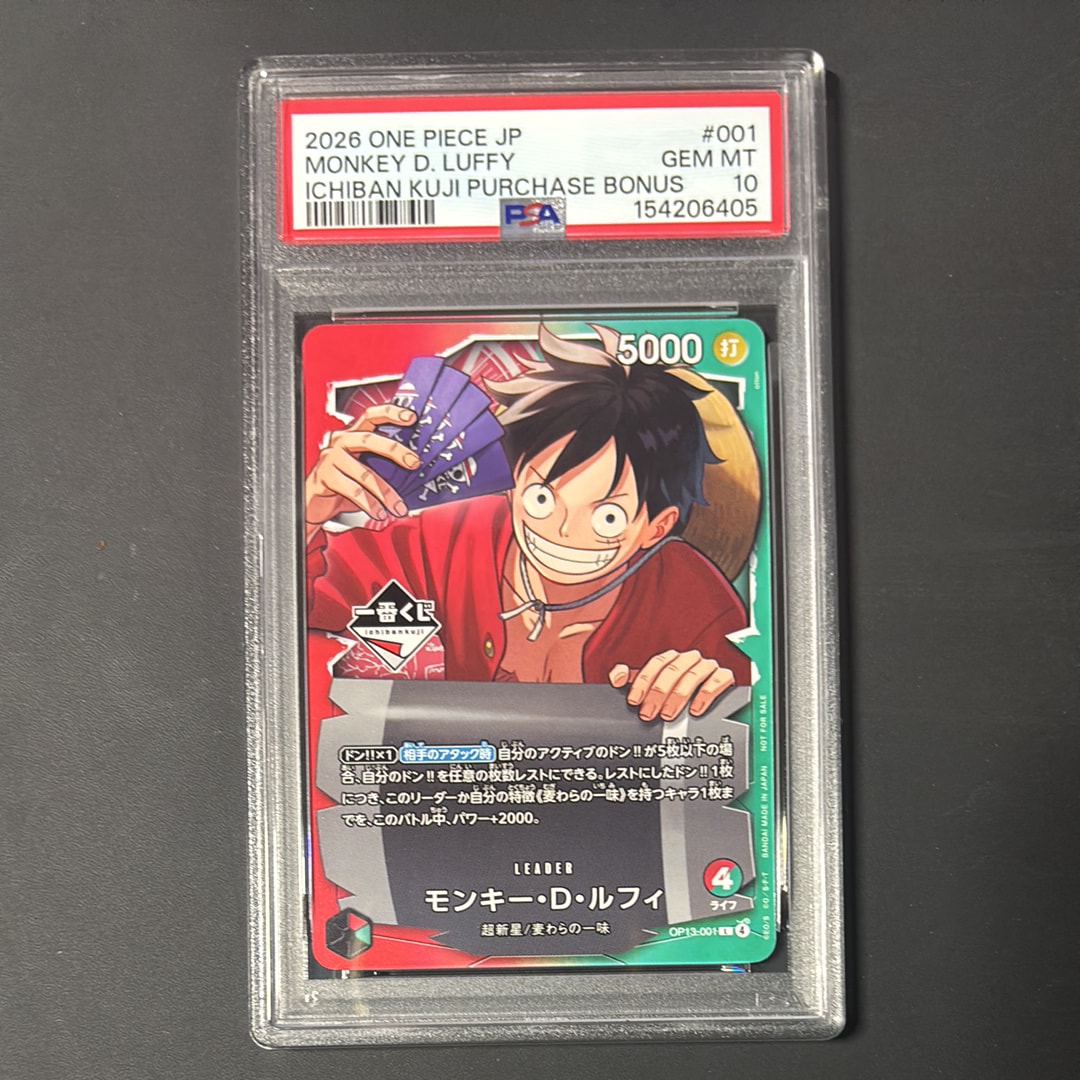 2026 ONE PIECE JP #001
MONKEY D. LUFFY GEM MT
ICHIBAN KUJI PURCHASE BONUS 10
PSA 154206405
5000 打
一番くじ
ichibankuji
ドン!!×1 相手のアタック時 自分のアクティブのドン!!が5枚以下の場
合、自分のドン!!を任意の枚数レストにできる。レストにしたドン!!1枚
につき、このリーダーか自分の特徴《麦わらの一味》を持つキャラ1枚ま
でを、このバトル中、パワー+2000。
LEADER
モンキー・D・ルフィ
超新星/麦わらの一味
4
ライフ
OP13-001 L 4
©E.O/S. ©O/S・F・T BANDAI MADE IN JAPAN NOT FOR SALE